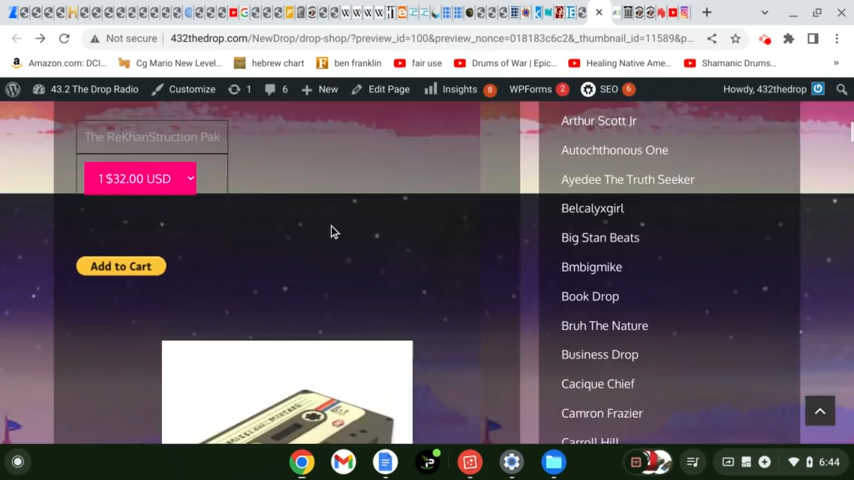 Not secure
432thedrop.com/NewDrop/drop-shop/?preview_id=100&preview_nonce=018183c6c2&_thumbnail_id=11589&p...
Amazon.com: DCI...
Cg Mario New Level...
hebrew chart
ben franklin
fair use
Drums of War | Epic...
Healing Native Ame...
Shamanic Drums...
»
43.2 The Drop Radio
Customize
1
6
New
Edit Page
Insights 8
WPForms 2
SEO 6
Howdy, 432thedrop
The ReKhanStruction Pak
1 $32.00 USD
Add to Cart
Arthur Scott Jr
Autochthonous One
Ayedee The Truth Seeker
Belcalyxgirl
Big Stan Beats
Bmbigmike
Book Drop
Bruh The Nature
Business Drop
Cacique Chief
Camron Frazier
Carroll Hill
6:44